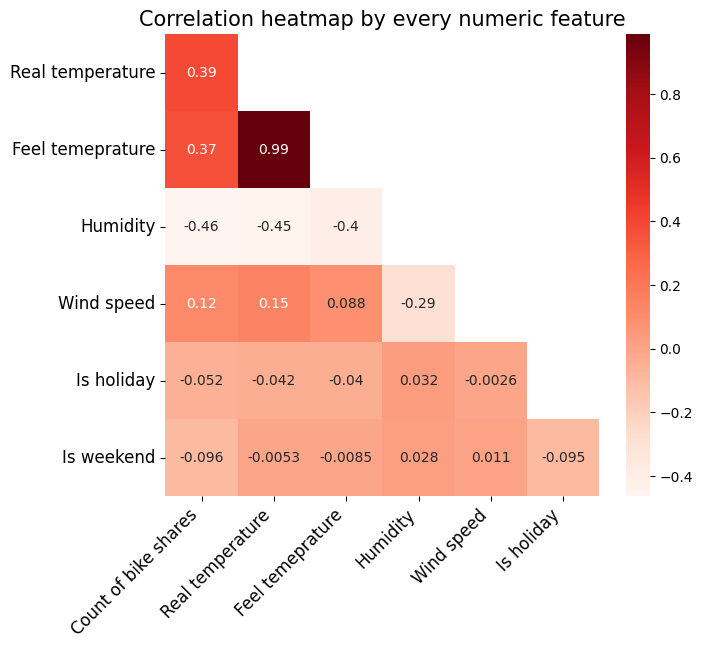 Correlation heatmap by every numeric feature
Real temperature
0.39
Feel temeprature
0.37 0.99
Humidity
-0.46 -0.45 -0.4
Wind speed
0.12 0.15 0.088 -0.29
Is holiday
-0.052 -0.042 -0.04 0.032 -0.0026
Is weekend
-0.096 -0.0053 -0.0085 0.028 0.011 -0.095
Count of bike shares
Real temperature
Feel temeprature
Humidity
Wind speed
Is holiday
0.8
0.6
0.4
0.2
0.0
−0.2
−0.4